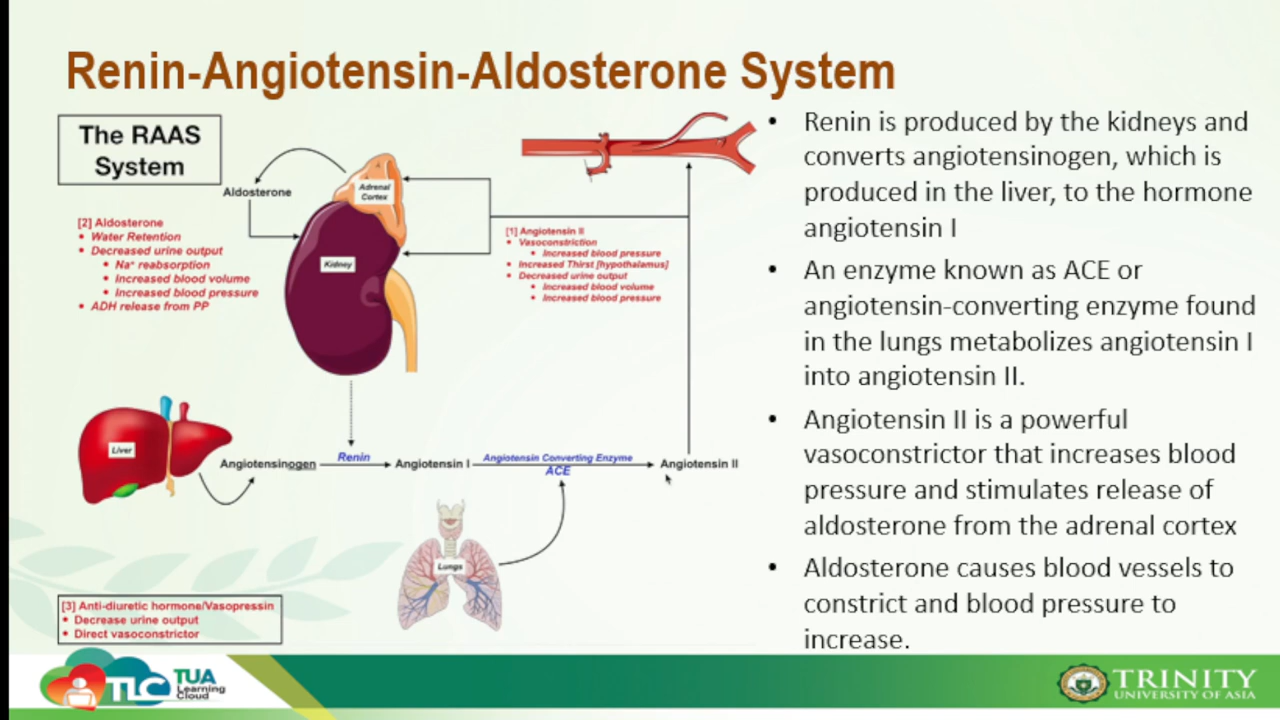 Renin-Angiotensin-Aldosterone System
The RAAS
System
Aldosterone
Adrenal
Cortex
[2] Aldosterone
• Water Retention
• Decreased urine output
• Na⁺ reabsorption
• Increased blood volume
• Increased blood pressure
• ADH release from PP
Kidney
[1] Angiotensin II
• Vasoconstriction
• Increased blood pressure
• Increased Thirst [hypothalamus]
• Decreased urine output
• Increased blood volume
• Increased blood pressure
Liver
Angiotensinogen
Renin
Angiotensin I
Angiotensin Converting Enzyme
ACE
Angiotensin II
Lungs
[3] Anti-diuretic hormone/Vasopressin
• Decrease urine output
• Direct vasoconstrictor
• Renin is produced by the kidneys and
converts angiotensinogen, which is
produced in the liver, to the hormone
angiotensin I
• An enzyme known as ACE or
angiotensin-converting enzyme found
in the lungs metabolizes angiotensin I
into angiotensin II.
• Angiotensin II is a powerful
vasoconstrictor that increases blood
pressure and stimulates release of
aldosterone from the adrenal cortex
• Aldosterone causes blood vessels to
constrict and blood pressure to
increase.
TLC
TUA
Learning
Cloud
TRINITY
UNIVERSITY OF ASIA